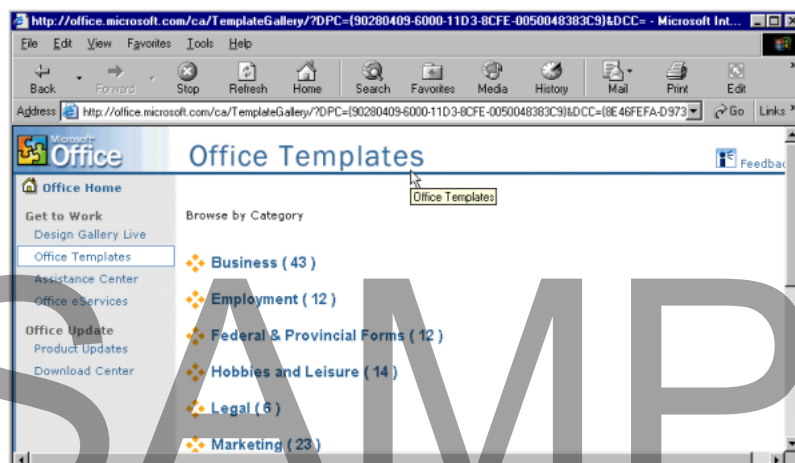 http://office.microsoft.com/ca/TemplateGallery/?DPC={90280409-6000-11D3-8CFE-0050048383C9}&DCC= - Microsoft Int...
File Edit View Favorites Tools Help
Back Forward Stop Refresh Home Search Favorites Media History Mail Print Edit
Address http://office.microsoft.com/ca/TemplateGallery/?DPC={90280409-6000-11D3-8CFE-0050048383C9}&DCC={8E46FEFA-D973 Go Links
Microsoft
Office
Office Templates
Feedbac
Office Templates
Office Home
Get to Work
Design Gallery Live
Office Templates
Assistance Center
Office eServices
Office Update
Product Updates
Download Center
Browse by Category
Business ( 43 )
Employment ( 12 )
Federal & Provincial Forms ( 12 )
Hobbies and Leisure ( 14 )
Legal ( 6 )
Marketing ( 23 )
SAMP